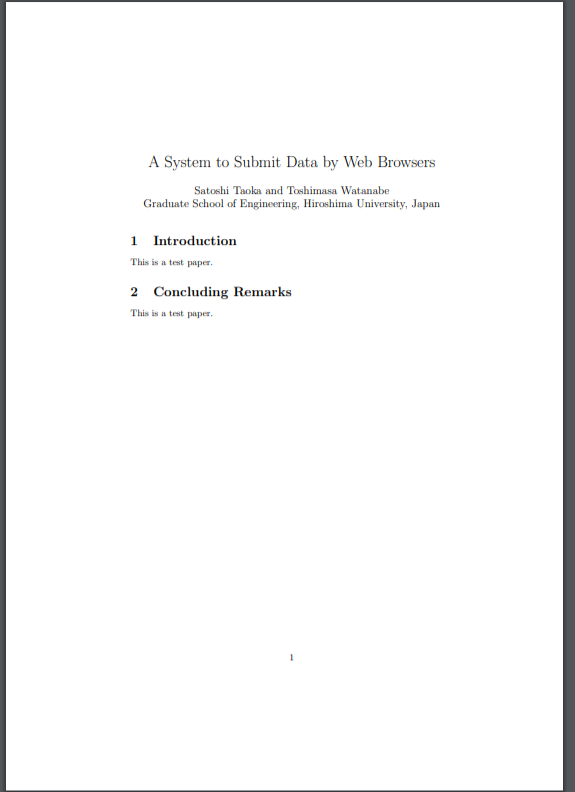 A System to Submit Data by Web Browsers
Satoshi Taoka and Toshimasa Watanabe
Graduate School of Engineering, Hiroshima University, Japan
1 Introduction
This is a test paper.
2 Concluding Remarks
This is a test paper.
1